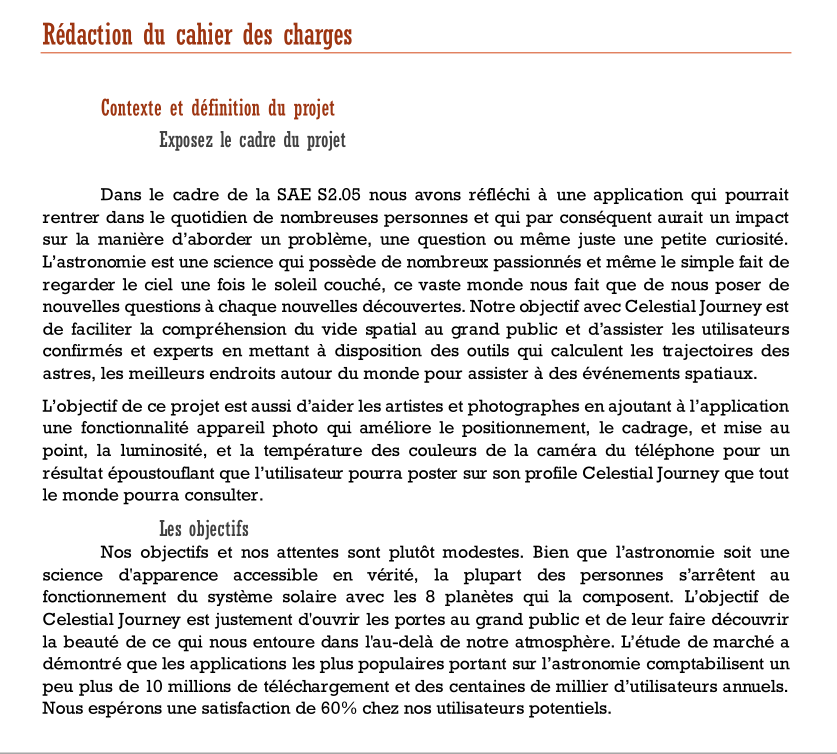 Rédaction du cahier des charges
Contexte et définition du projet
Exposez le cadre du projet
Dans le cadre de la SAE S2.05 nous avons réfléchi à une application qui pourrait
rentrer dans le quotidien de nombreuses personnes et qui par conséquent aurait un impact
sur la manière d’aborder un problème, une question ou même juste une petite curiosité.
L’astronomie est une science qui possède de nombreux passionnés et même le simple fait de
regarder le ciel une fois le soleil couché, ce vaste monde nous fait que de nous poser de
nouvelles questions à chaque nouvelles découvertes. Notre objectif avec Celestial Journey est
de faciliter la compréhension du vide spatial au grand public et d’assister les utilisateurs
confirmés et experts en mettant à disposition des outils qui calculent les trajectoires des
astres, les meilleurs endroits autour du monde pour assister à des événements spatiaux.
L’objectif de ce projet est aussi d’aider les artistes et photographes en ajoutant à l’application
une fonctionnalité appareil photo qui améliore le positionnement, le cadrage, et mise au
point, la luminosité, et la température des couleurs de la caméra du téléphone pour un
résultat époustouflant que l’utilisateur pourra poster sur son profile Celestial Journey que tout
le monde pourra consulter.
Les objectifs
Nos objectifs et nos attentes sont plutôt modestes. Bien que l’astronomie soit une
science d'apparence accessible en vérité, la plupart des personnes s’arrêtent au
fonctionnement du système solaire avec les 8 planètes qui la composent. L’objectif de
Celestial Journey est justement d'ouvrir les portes au grand public et de leur faire découvrir
la beauté de ce qui nous entoure dans l'au-delà de notre atmosphère. L’étude de marché a
démontré que les applications les plus populaires portant sur l’astronomie comptabilisent un
peu plus de 10 millions de téléchargement et des centaines de millier d’utilisateurs annuels.
Nous espérons une satisfaction de 60% chez nos utilisateurs potentiels.